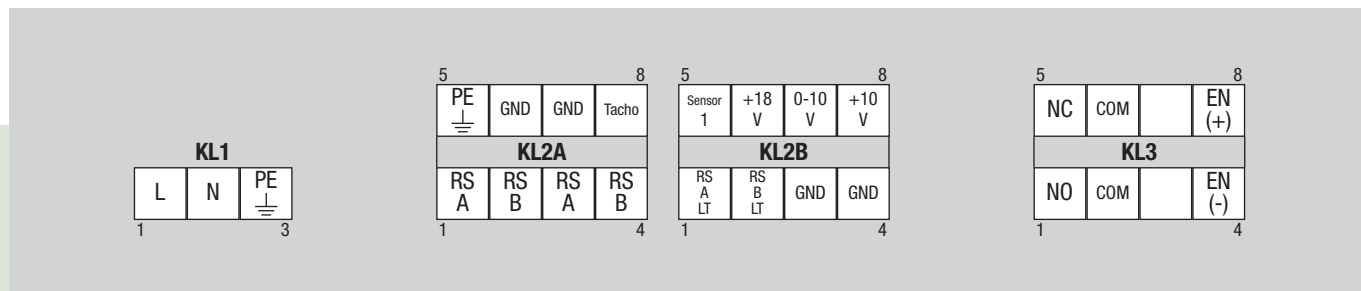 KL1
L N PE
1 3
5 8
PE GND GND Tacho
KL2A
RS RS RS RS
A B A B
1 4
5 8
Sensor +18 0-10 +10
1 V V V
KL2B
RS RS GND GND
A B
LT LT
1 4
5 8
NC COM EN
(+)
KL3
NO COM EN
(-)
1 4